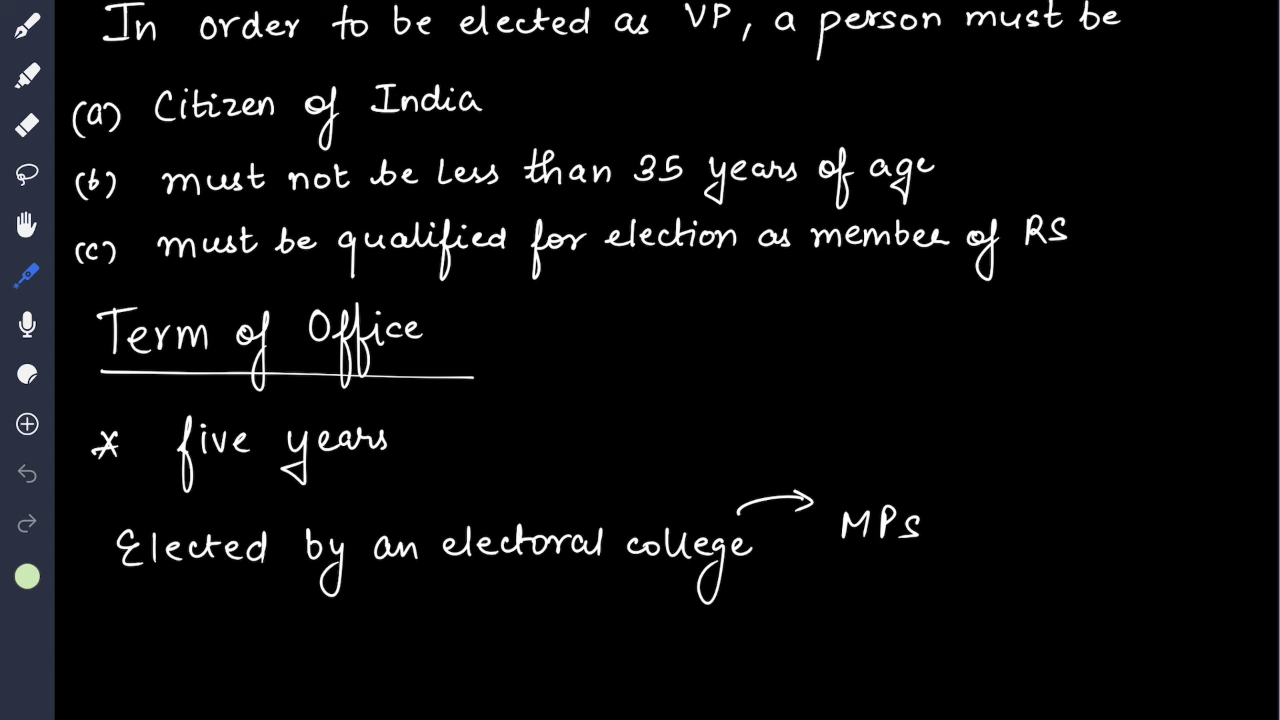 In order to be elected as VP, a person must be
(a) Citizen of India
(b) must not be less than 35 years of age
(c) must be qualified for election as member of RS
Term of Office
* five years
Elected by an electoral college → MPs